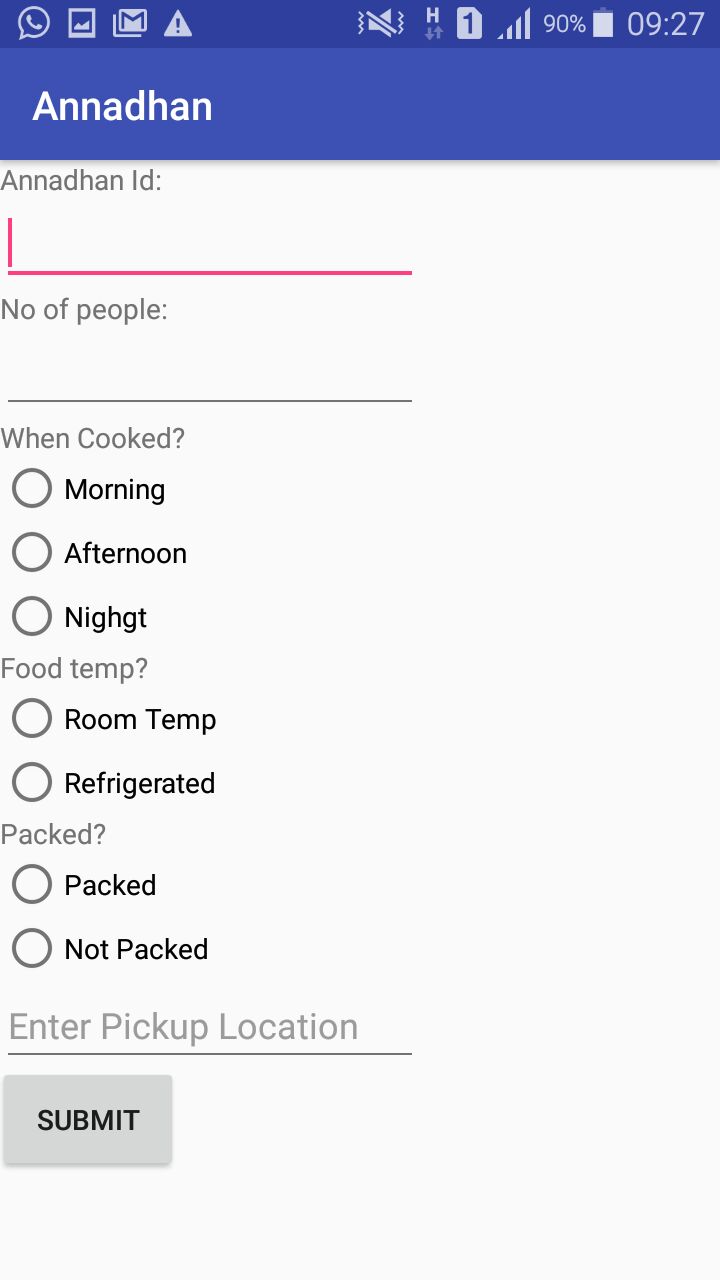 H 1 90% 09:27
Annadhan
Annadhan Id:
No of people:
When Cooked?
Morning
Afternoon
Nighgt
Food temp?
Room Temp
Refrigerated
Packed?
Packed
Not Packed
Enter Pickup Location
SUBMIT